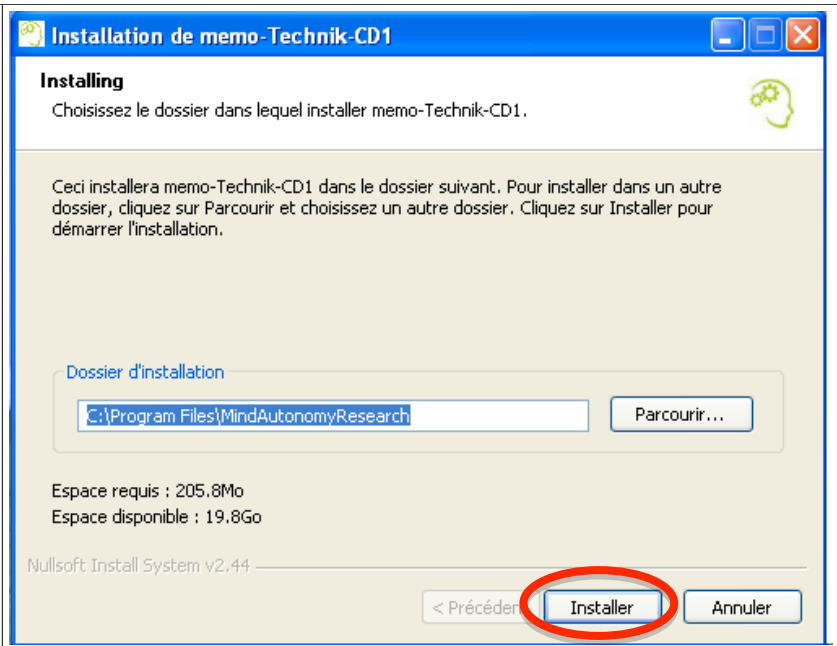 Installation de memo-Technik-CD1
Installing
Choisissez le dossier dans lequel installer memo-Technik-CD1.
Ceci installera memo-Technik-CD1 dans le dossier suivant. Pour installer dans un autre
dossier, cliquez sur Parcourir et choisissez un autre dossier. Cliquez sur Installer pour
démarrer l'installation.
Dossier d'installation
C:\Program Files\MindAutonomyResearch
Parcourir...
Espace requis : 205.8Mo
Espace disponible : 19.8Go
Nullsoft Install System v2.44
< Précéden
Installer
Annuler